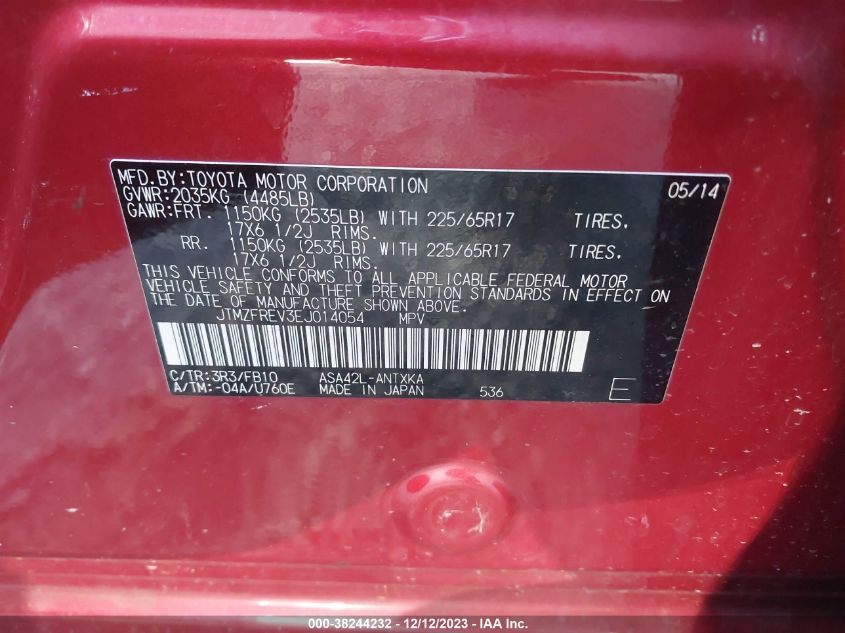 MFD.BY:TOYOTA MOTOR CORPORATION 05/14
GVWR:2035KG (4485LB)
GAWR:FRT. 1150KG (2535LB) WITH 225/65R17 TIRES,
17X6 1/2J RIMS.
RR. 1150KG (2535LB) WITH 225/65R17 TIRES,
17X6 1/2J RIMS.
THIS VEHICLE CONFORMS TO ALL APPLICABLE FEDERAL MOTOR
VEHICLE SAFETY AND THEFT PREVENTION STANDARDS IN EFFECT ON
THE DATE OF MANUFACTURE SHOWN ABOVE.
JTMZFREV3EJ014054 MPV
C/TR:3R3/FB10 ASA42L-ANTXKA
A/TM:-04A/U760E MADE IN JAPAN 536 E
000-38244232 - 12/12/2023 - IAA Inc.